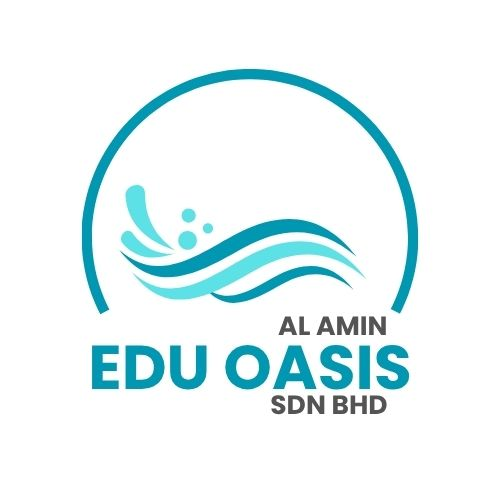 AL AMIN
EDU OASIS
SDN BHD